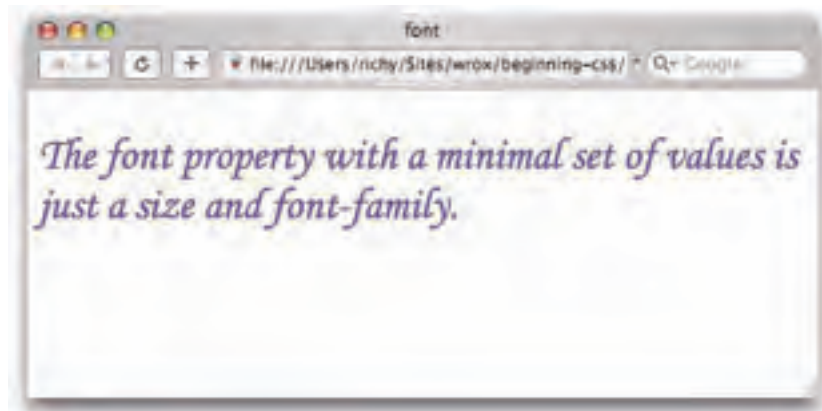 font
file:///Users/richy/Sites/wrox/beginning-css/
Google
The font property with a minimal set of values is
just a size and font-family.